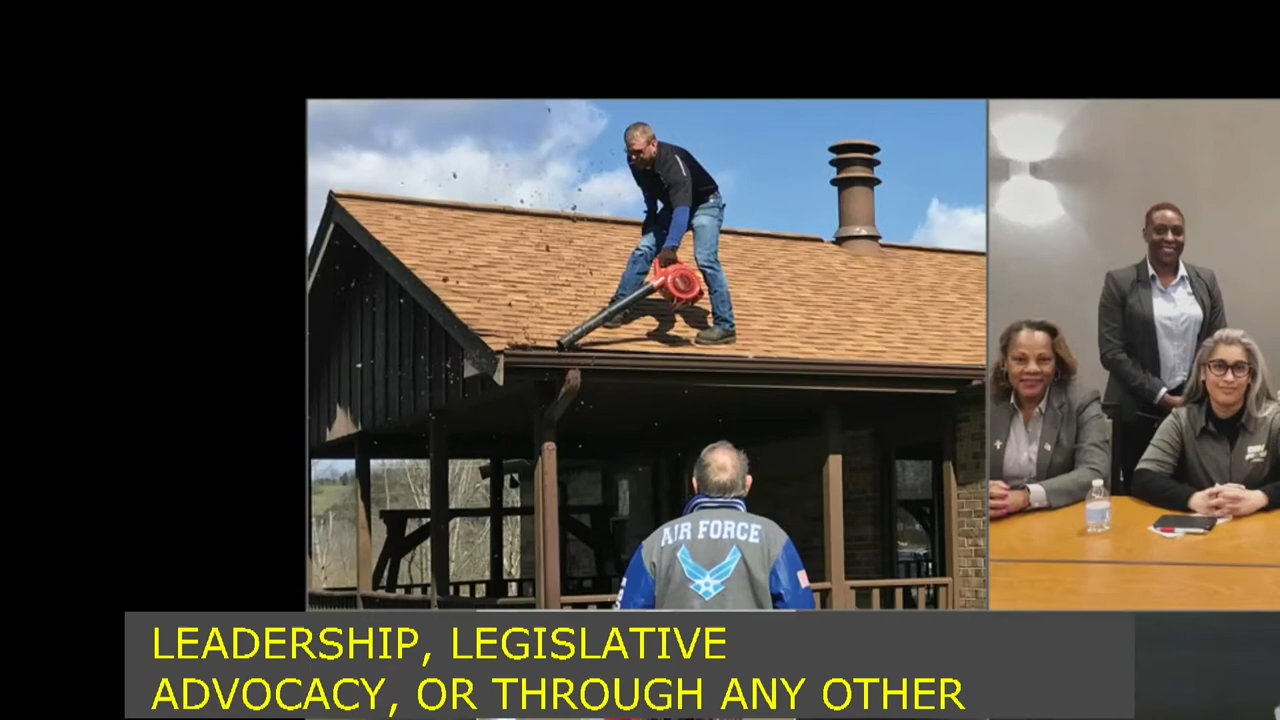 AIR FORCE
LEADERSHIP, LEGISLATIVE
ADVOCACY, OR THROUGH ANY OTHER